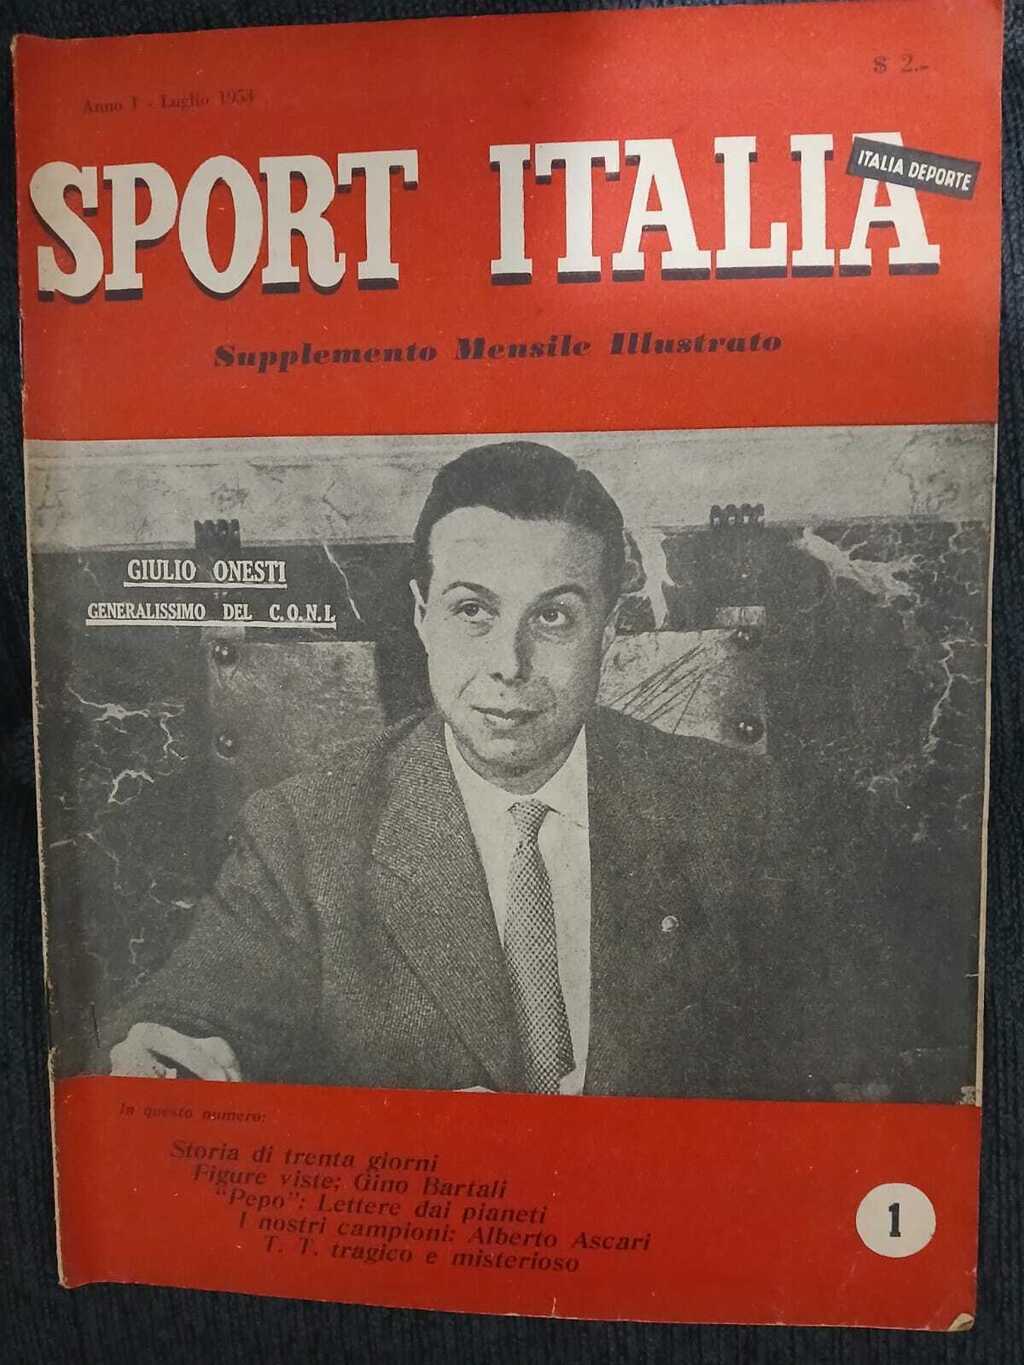 $ 2.-
Anno I - Luglio 1953
SPORT ITALIA
ITALIA DEPORTE
Supplemento Mensile Illustrato
GIULIO ONESTI
GENERALISSIMO DEL C.O.N.I.
In questo numero:
Storia di trenta giorni
Figure viste; Gino Bartali
"Pepo": Lettere dai pianeti
I nostri campioni: Alberto Ascari
T. T. tragico e misterioso
1